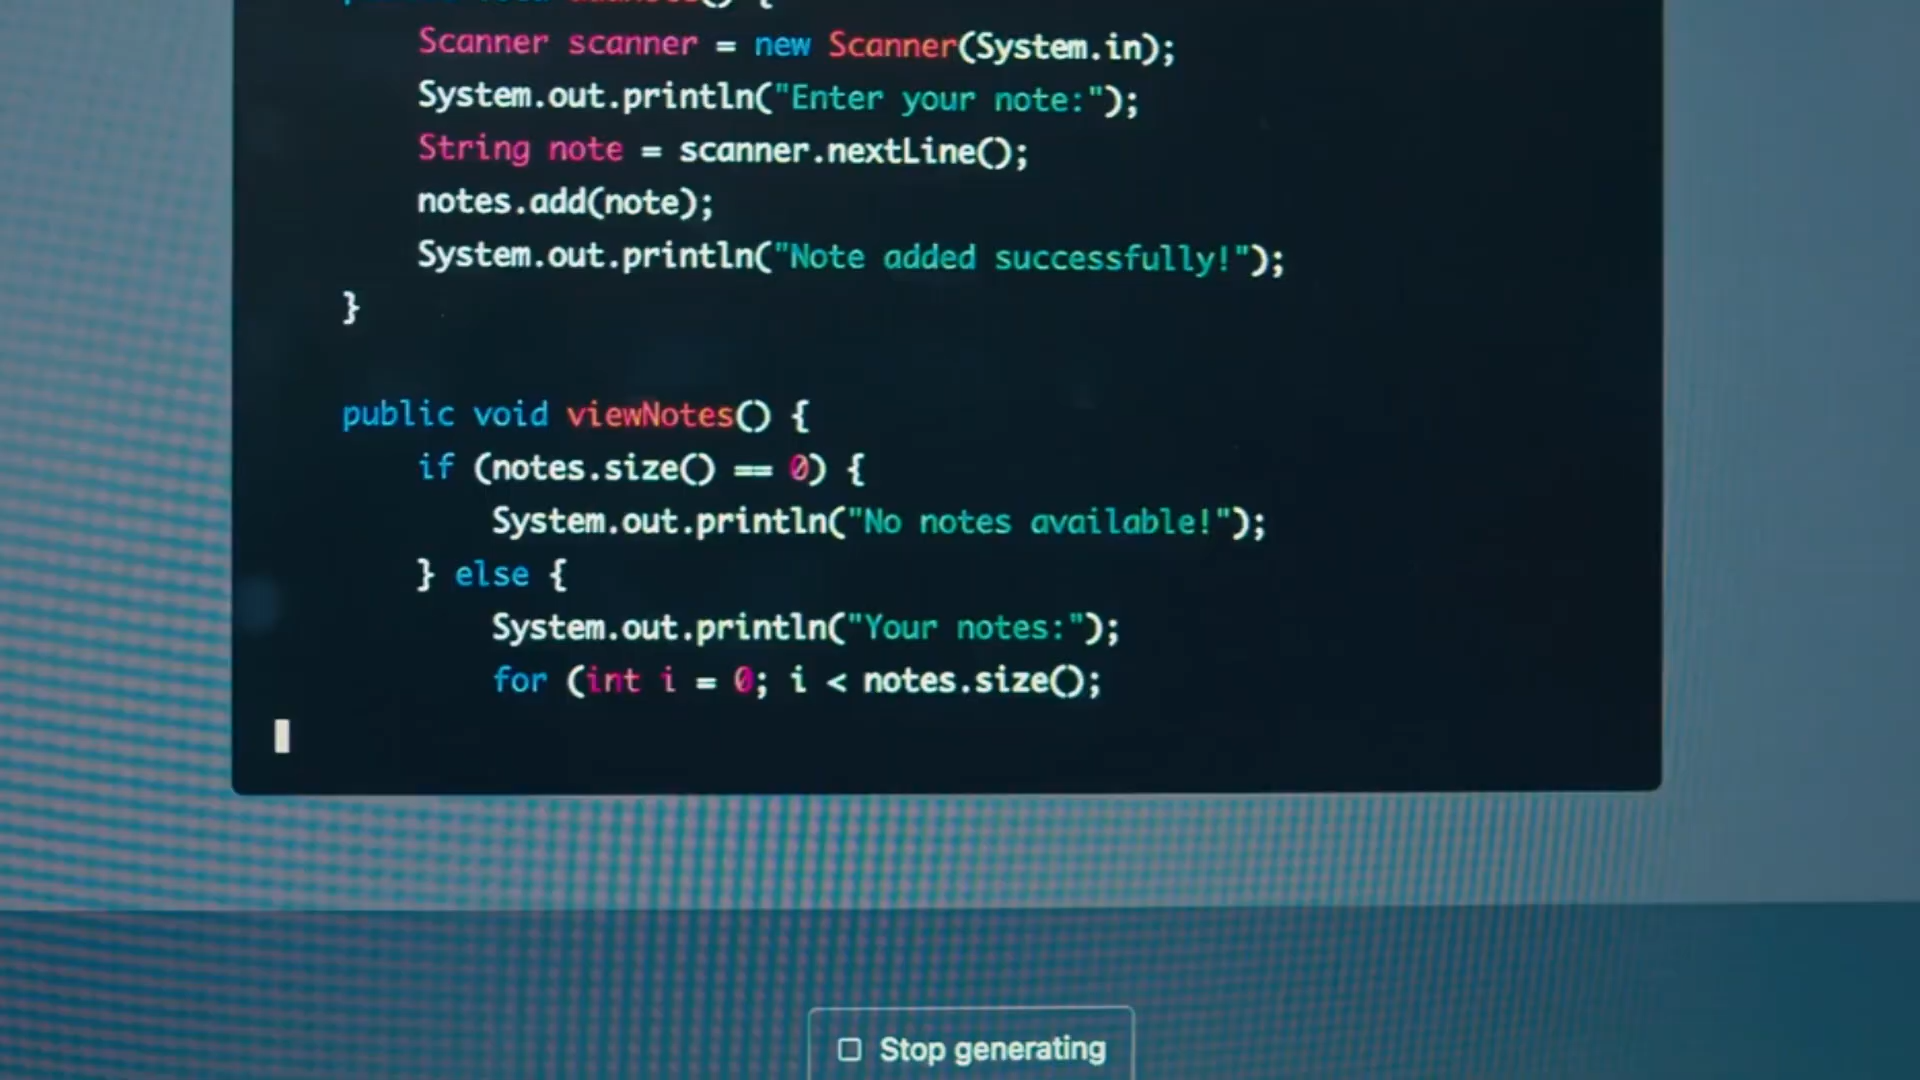 Scanner scanner = new Scanner(System.in);
System.out.println("Enter your note:");
String note = scanner.nextLine();
notes.add(note);
System.out.println("Note added successfully!");
}
public void viewNotes() {
if (notes.size() == 0) {
System.out.println("No notes available!");
} else {
System.out.println("Your notes:");
for (int i = 0; i < notes.size();
Stop generating